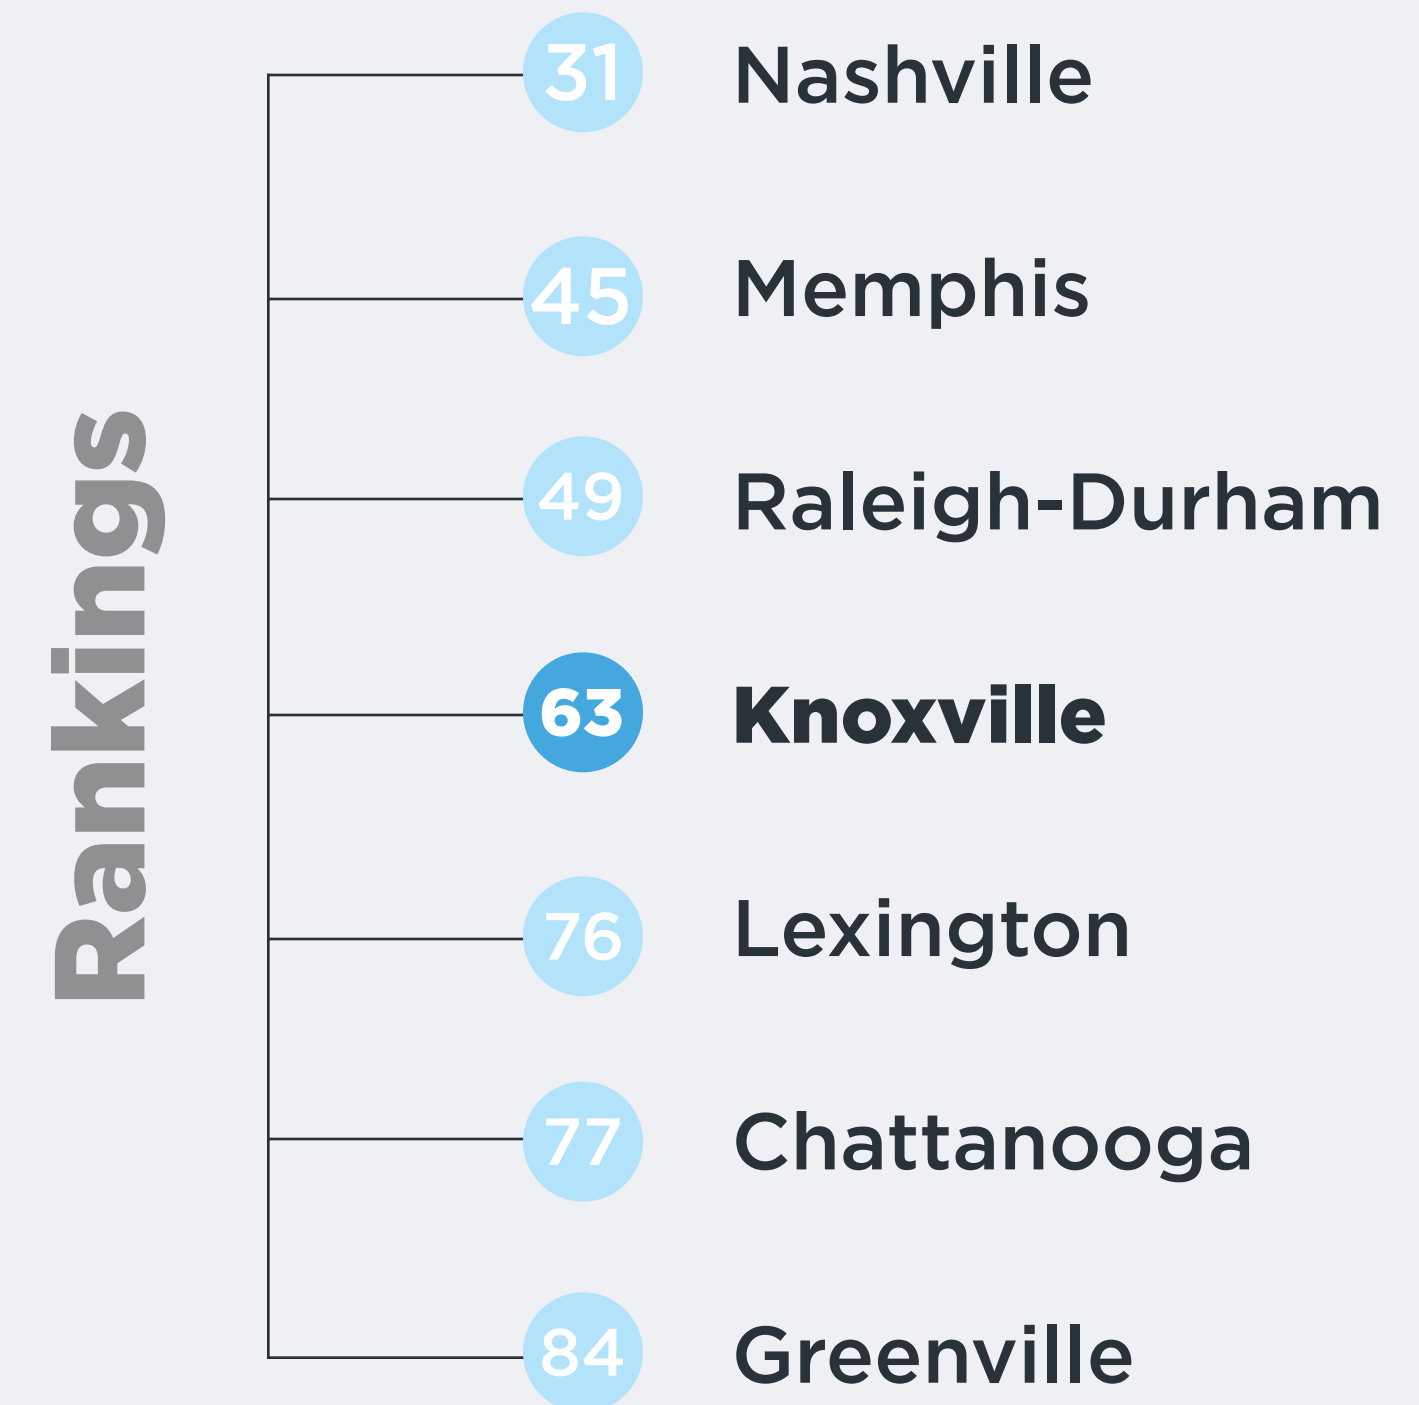 Rankings
31 Nashville
45 Memphis
49 Raleigh-Durham
63 Knoxville
76 Lexington
77 Chattanooga
84 Greenville